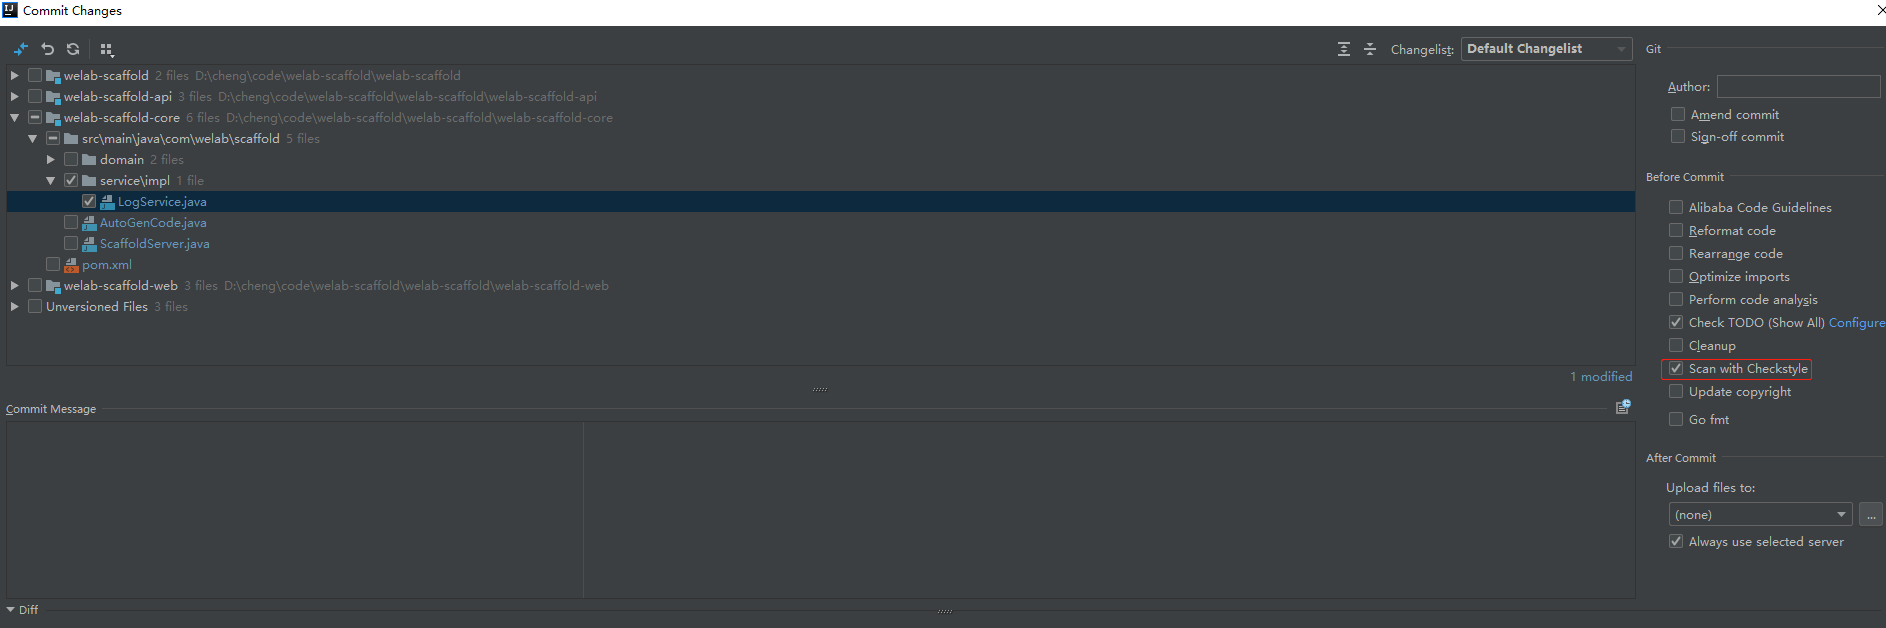 IJ Commit Changes
Changelist: Default Changelist
welab-scaffold 2 files D:\cheng\code\welab-scaffold\welab-scaffold
welab-scaffold-api 3 files D:\cheng\code\welab-scaffold\welab-scaffold\welab-scaffold-api
welab-scaffold-core 6 files D:\cheng\code\welab-scaffold\welab-scaffold\welab-scaffold-core
src\main\java\com\welab\scaffold 5 files
domain 2 files
service\impl 1 file
LogService.java
AutoGenCode.java
ScaffoldServer.java
pom.xml
welab-scaffold-web 3 files D:\cheng\code\welab-scaffold\welab-scaffold\welab-scaffold-web
Unversioned Files 3 files
1 modified
Commit Message
Diff
Git
Author:
Amend commit
Sign-off commit
Before Commit
Alibaba Code Guidelines
Reformat code
Rearrange code
Optimize imports
Perform code analysis
Check TODO (Show All) Configure
Cleanup
Scan with Checkstyle
Update copyright
Go fmt
After Commit
Upload files to:
(none)
...
Always use selected server